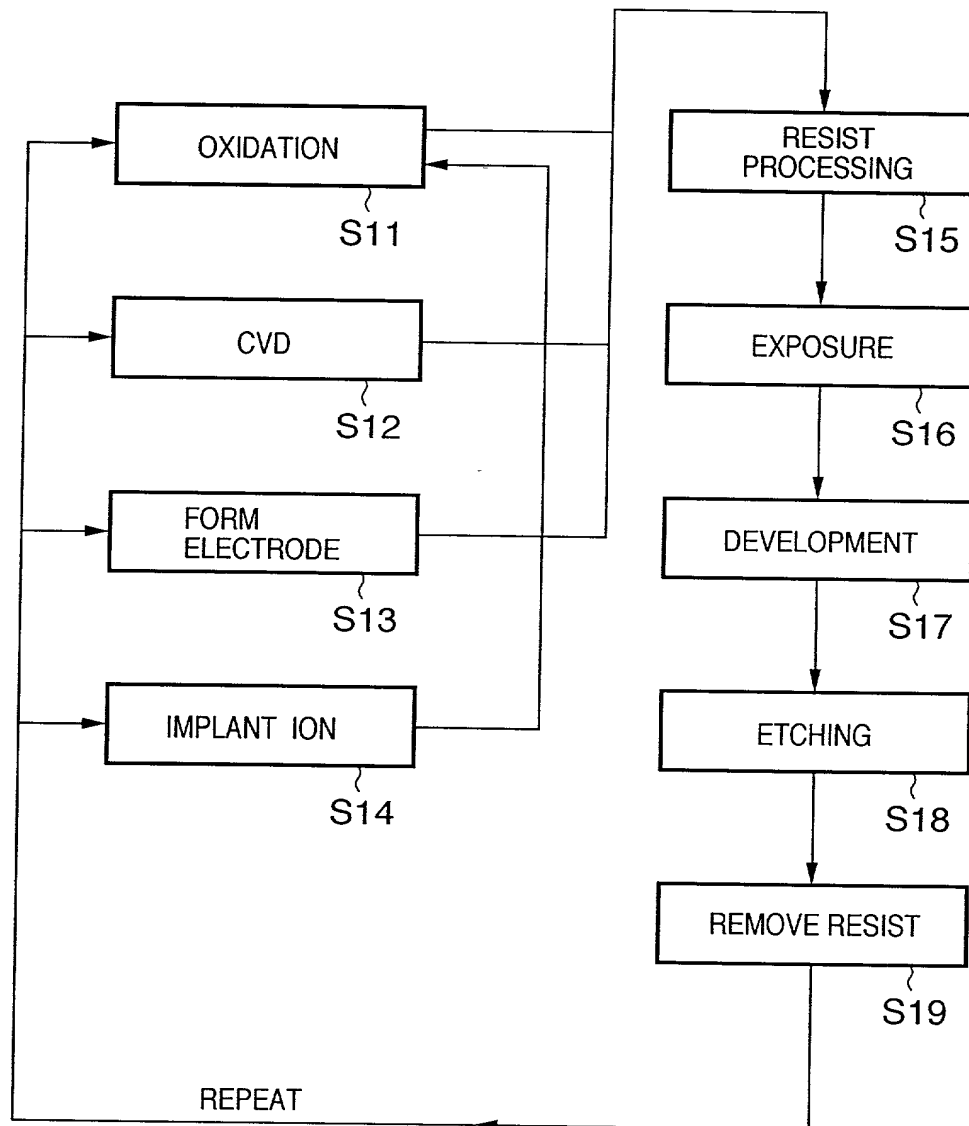 OXIDATION
S11
CVD
S12
FORM
ELECTRODE
S13
IMPLANT ION
S14
RESIST
PROCESSING
S15
EXPOSURE
S16
DEVELOPMENT
S17
ETCHING
S18
REMOVE RESIST
S19
REPEAT